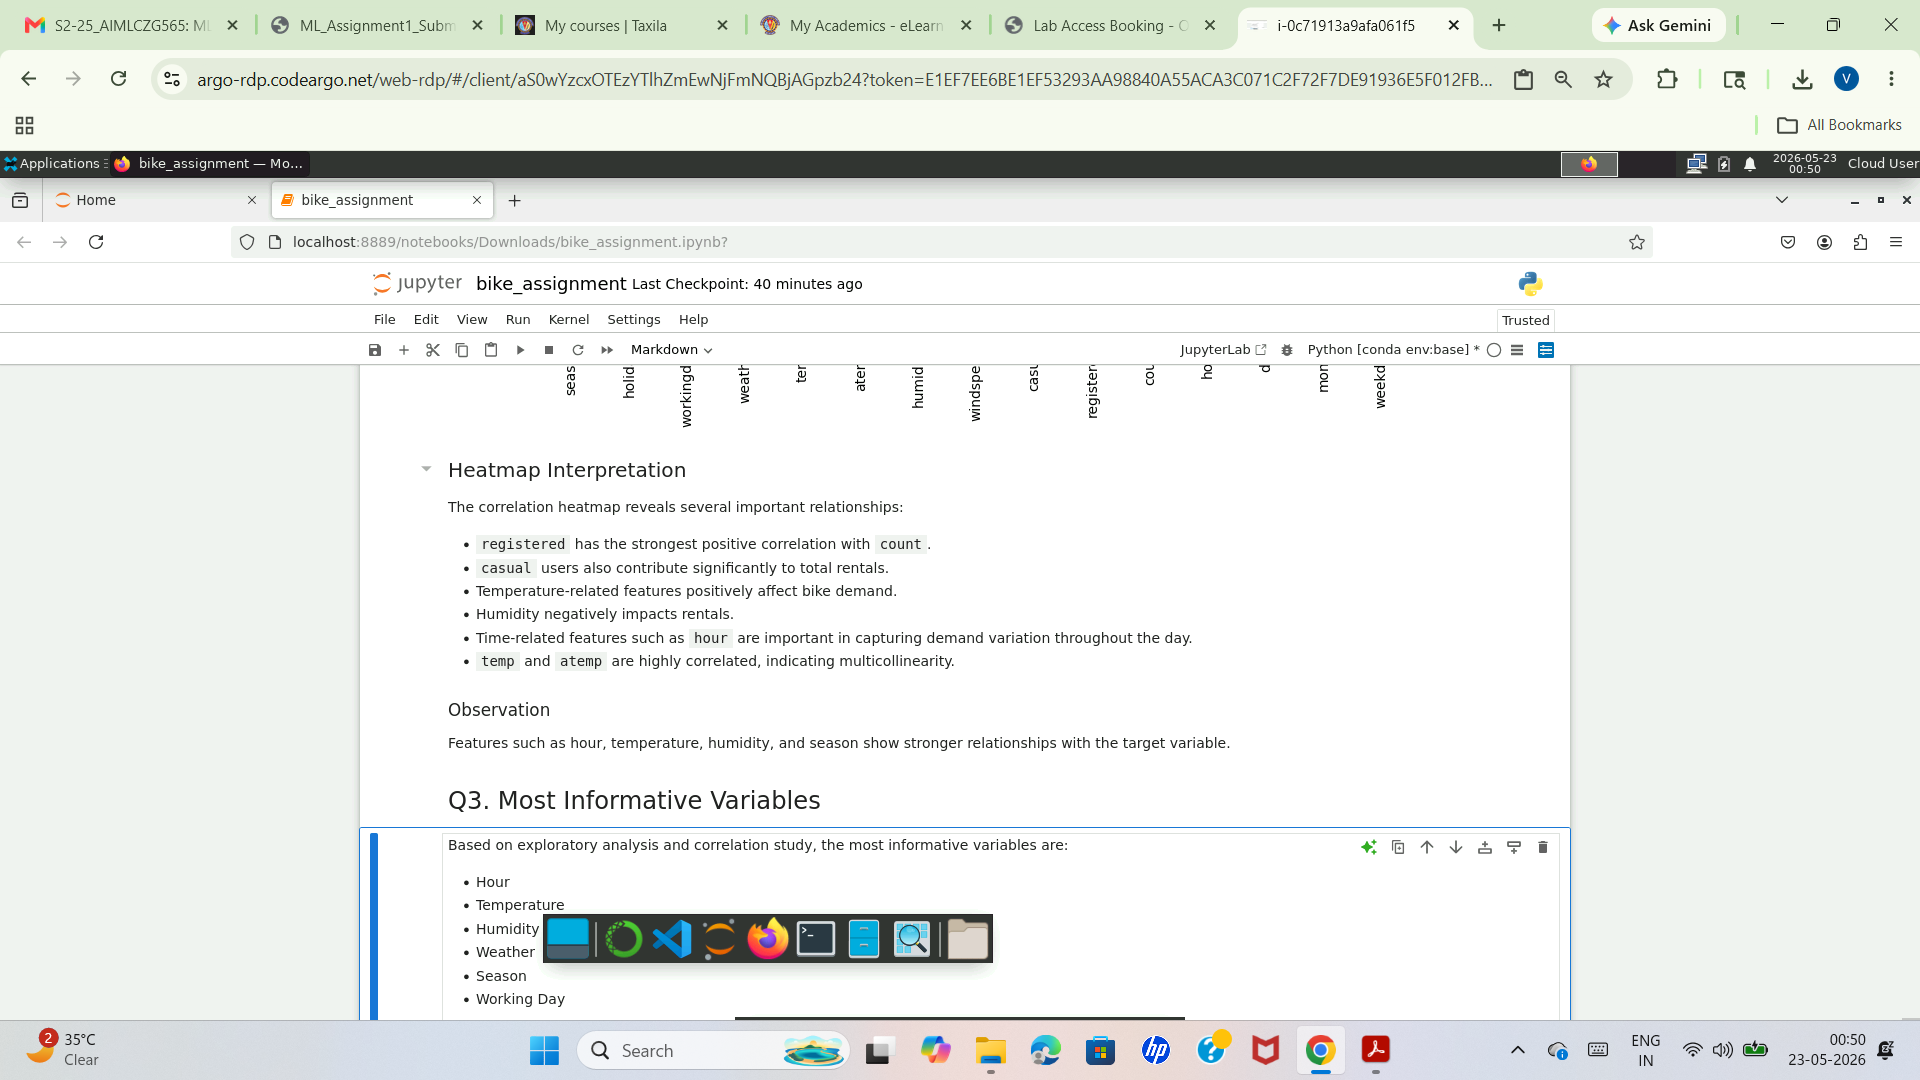 S2-25_AIMLCZG565: ML
ML_Assignment1_Subm
My courses | Taxila
My Academics - eLearn
Lab Access Booking - O
i-0c71913a9afa061f5
Ask Gemini
argo-rdp.codeargo.net/web-rdp/#/client/aS0wYzcxOTEzYTlhZmEwNjFmNQBjAGpzb24?token=E1EF7EE6BE1EF53293AA98840A55ACA3C071C2F72F7DE91936E5F012FB...
V
All Bookmarks
Applications
bike_assignment — Mo...
2026-05-23
00:50
Cloud User
Home
bike_assignment
localhost:8889/notebooks/Downloads/bike_assignment.ipynb?
jupyter bike_assignment Last Checkpoint: 40 minutes ago
File Edit View Run Kernel Settings Help
Trusted
Markdown
JupyterLab
Python [conda env:base] *
seas
holid
workingd
weath
ter
ater
humid
windspe
casu
register
cou
ho
d
mon
weekd
Heatmap Interpretation
The correlation heatmap reveals several important relationships:
• registered has the strongest positive correlation with count.
• casual users also contribute significantly to total rentals.
• Temperature-related features positively affect bike demand.
• Humidity negatively impacts rentals.
• Time-related features such as hour are important in capturing demand variation throughout the day.
• temp and atemp are highly correlated, indicating multicollinearity.
Observation
Features such as hour, temperature, humidity, and season show stronger relationships with the target variable.
Q3. Most Informative Variables
Based on exploratory analysis and correlation study, the most informative variables are:
• Hour
• Temperature
• Humidity
• Weather
• Season
• Working Day
2
35°C
Clear
Search
hp
ENG
IN
00:50
23-05-2026